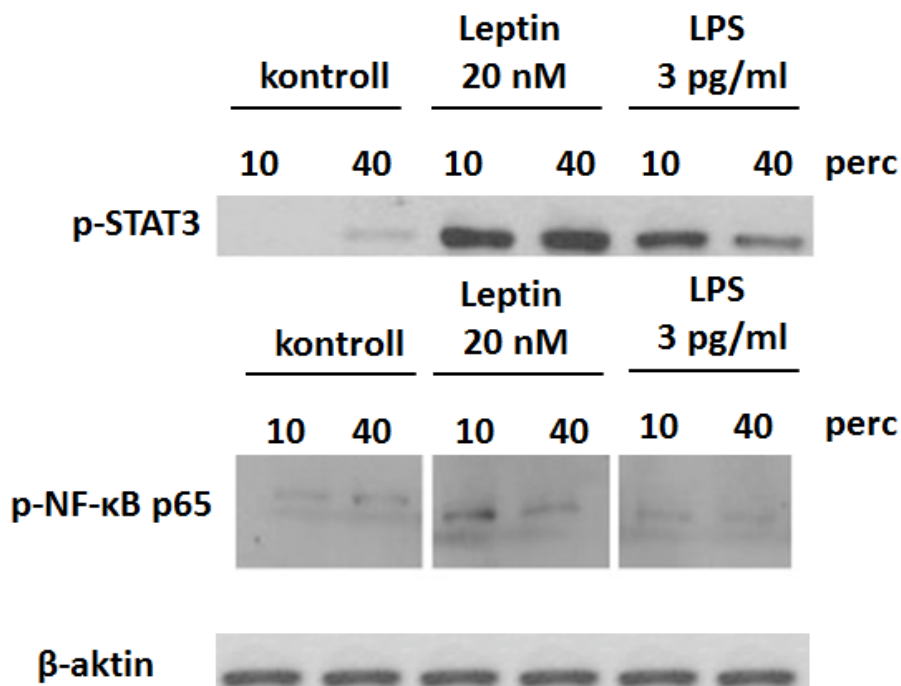 Leptin LPS
kontroll 20 nM 3 pg/ml
10 40 10 40 10 40 perc
p-STAT3
Leptin LPS
kontroll 20 nM 3 pg/ml
10 40 10 40 10 40 perc
p-NF-κB p65
β-aktin